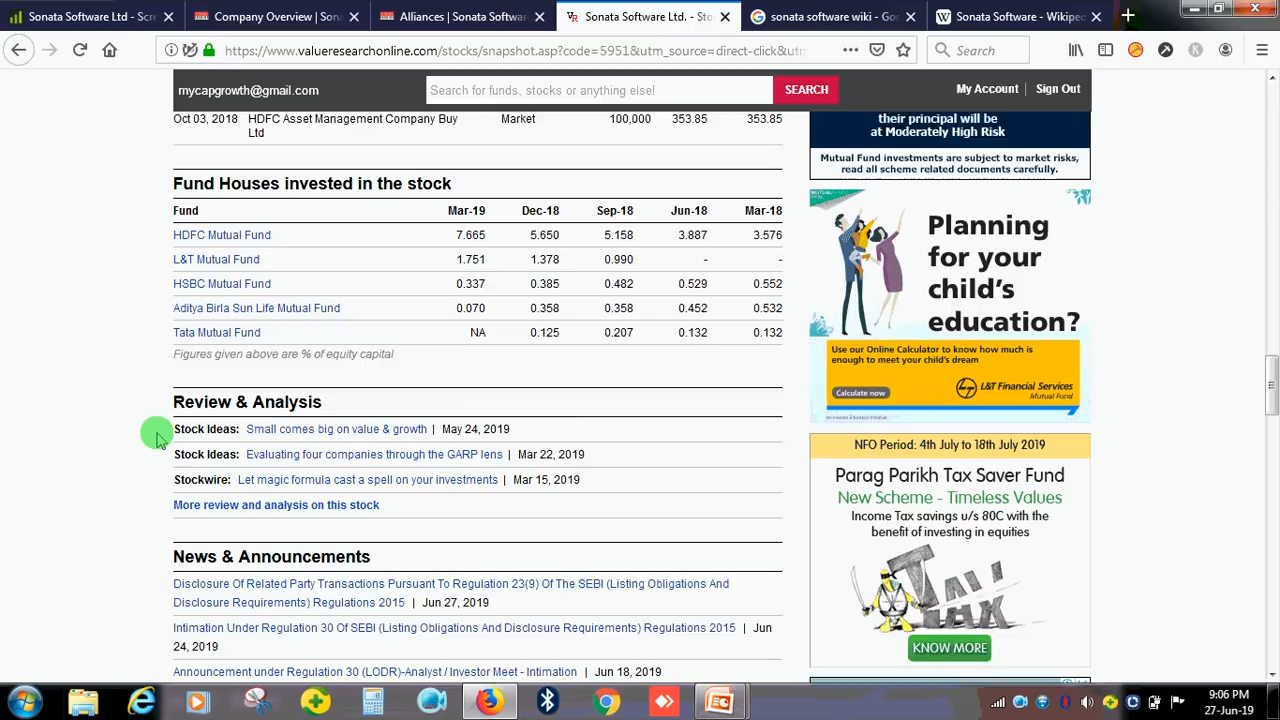 Sonata Software Ltd - Scre
Company Overview | Sona
Alliances | Sonata Software
Sonata Software Ltd. - Sto
sonata software wiki - Goo
Sonata Software - Wikiped
https://www.valueresearchonline.com/stocks/snapshot.asp?code=5951&utm_source=direct-click&utm
Search
mycapgrowth@gmail.com
Search for funds, stocks or anything else!
SEARCH
My Account | Sign Out
Oct 03, 2018 HDFC Asset Management Company Buy Ltd Market 100,000 353.85 353.85
Fund Houses invested in the stock
Fund Mar-19 Dec-18 Sep-18 Jun-18 Mar-18
HDFC Mutual Fund 7.665 5.650 5.158 3.887 3.576
L&T Mutual Fund 1.751 1.378 0.990 - -
HSBC Mutual Fund 0.337 0.385 0.482 0.529 0.552
Aditya Birla Sun Life Mutual Fund 0.070 0.358 0.358 0.452 0.532
Tata Mutual Fund NA 0.125 0.207 0.132 0.132
Figures given above are % of equity capital
Review & Analysis
Stock Ideas: Small comes big on value & growth | May 24, 2019
Stock Ideas: Evaluating four companies through the GARP lens | Mar 22, 2019
Stockwire: Let magic formula cast a spell on your investments | Mar 15, 2019
More review and analysis on this stock
News & Announcements
Disclosure Of Related Party Transactions Pursuant To Regulation 23(9) Of The SEBI (Listing Obligations And
Disclosure Requirements) Regulations 2015 | Jun 27, 2019
Intimation Under Regulation 30 Of SEBI (Listing Obligations And Disclosure Requirements) Regulations 2015 | Jun
24, 2019
Announcement under Regulation 30 (LODR)-Analyst / Investor Meet - Intimation | Jun 18, 2019
their principal will be
at Moderately High Risk
Mutual Fund investments are subject to market risks,
read all scheme related documents carefully.
Planning
for your
child's
education?
Use our Online Calculator to know how much is
enough to meet your child's dream
Calculate now
L&T Financial Services
Mutual Fund
NFO Period: 4th July to 18th July 2019
Parag Parikh Tax Saver Fund
New Scheme - Timeless Values
Income Tax savings u/s 80C with the
benefit of investing in equities
TAX
KNOW MORE
9:06 PM
27-Jun-19